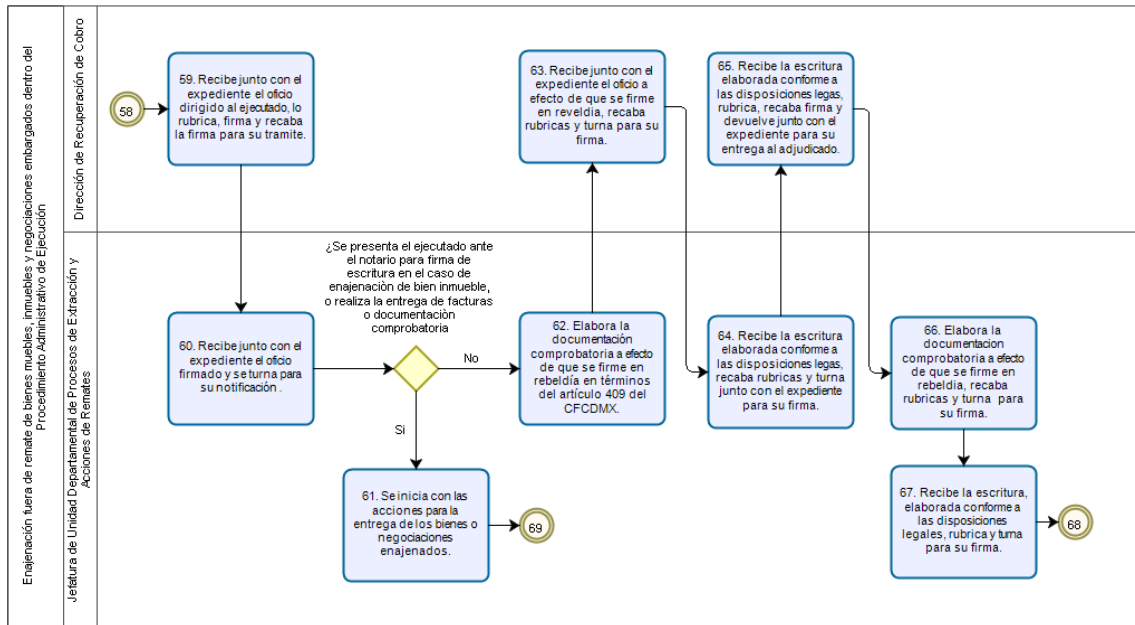 Enajenación fuera de remate de bienes muebles, inmuebles y negociaciones embargados dentro del
Procedimiento Administrativo de Ejecución
Dirección de Recuperación de Cobro
58
59. Recibe junto con el
expediente el oficio
dirigido al ejecutado, lo
rubrica, firma y recaba
la firma para su tramite.
63. Recibe junto con el
expediente el oficio a
efecto de que se firme
en reveldia, recaba
rubricas y turna para su
firma.
65. Recibe la escritura
elaborada conforme a
las disposiciones legas,
rubrica, recaba firma y
devuelve junto con el
expediente para su
entrega al adjudicado.
Jefatura de Unidad Departamental de Procesos de Extracción y
Acciones de Remates
60. Recibe junto con el
expediente el oficio
firmado y se turna para
su notificación .
¿Se presenta el ejecutado ante
el notario para firma de
escritura en el caso de
enajenaciòn de bien inmueble,
o realiza la entrega de facturas
o documentaciòn
comprobatoria
No
Si
61. Se inicia con las
acciones para la
entrega de los bienes o
negociaciones
enajenados.
69
62. Elabora la
documentación
comprobatoria a efecto
de que se firme en
rebeldía en términos
del artículo 409 del
CFCDMX.
64. Recibe la escritura
elaborada conforme a
las disposiciones legas,
recaba rubricas y turna
junto con el expediente
para su firma.
66. Elabora la
documentacion
comprobatoria a efecto
de que se firme en
rebeldia, recaba
rubricas y turna para
su firma.
67. Recibe la escritura,
elaborada conforme a
las disposiciones
legales, rubrica y turna
para su firma.
68